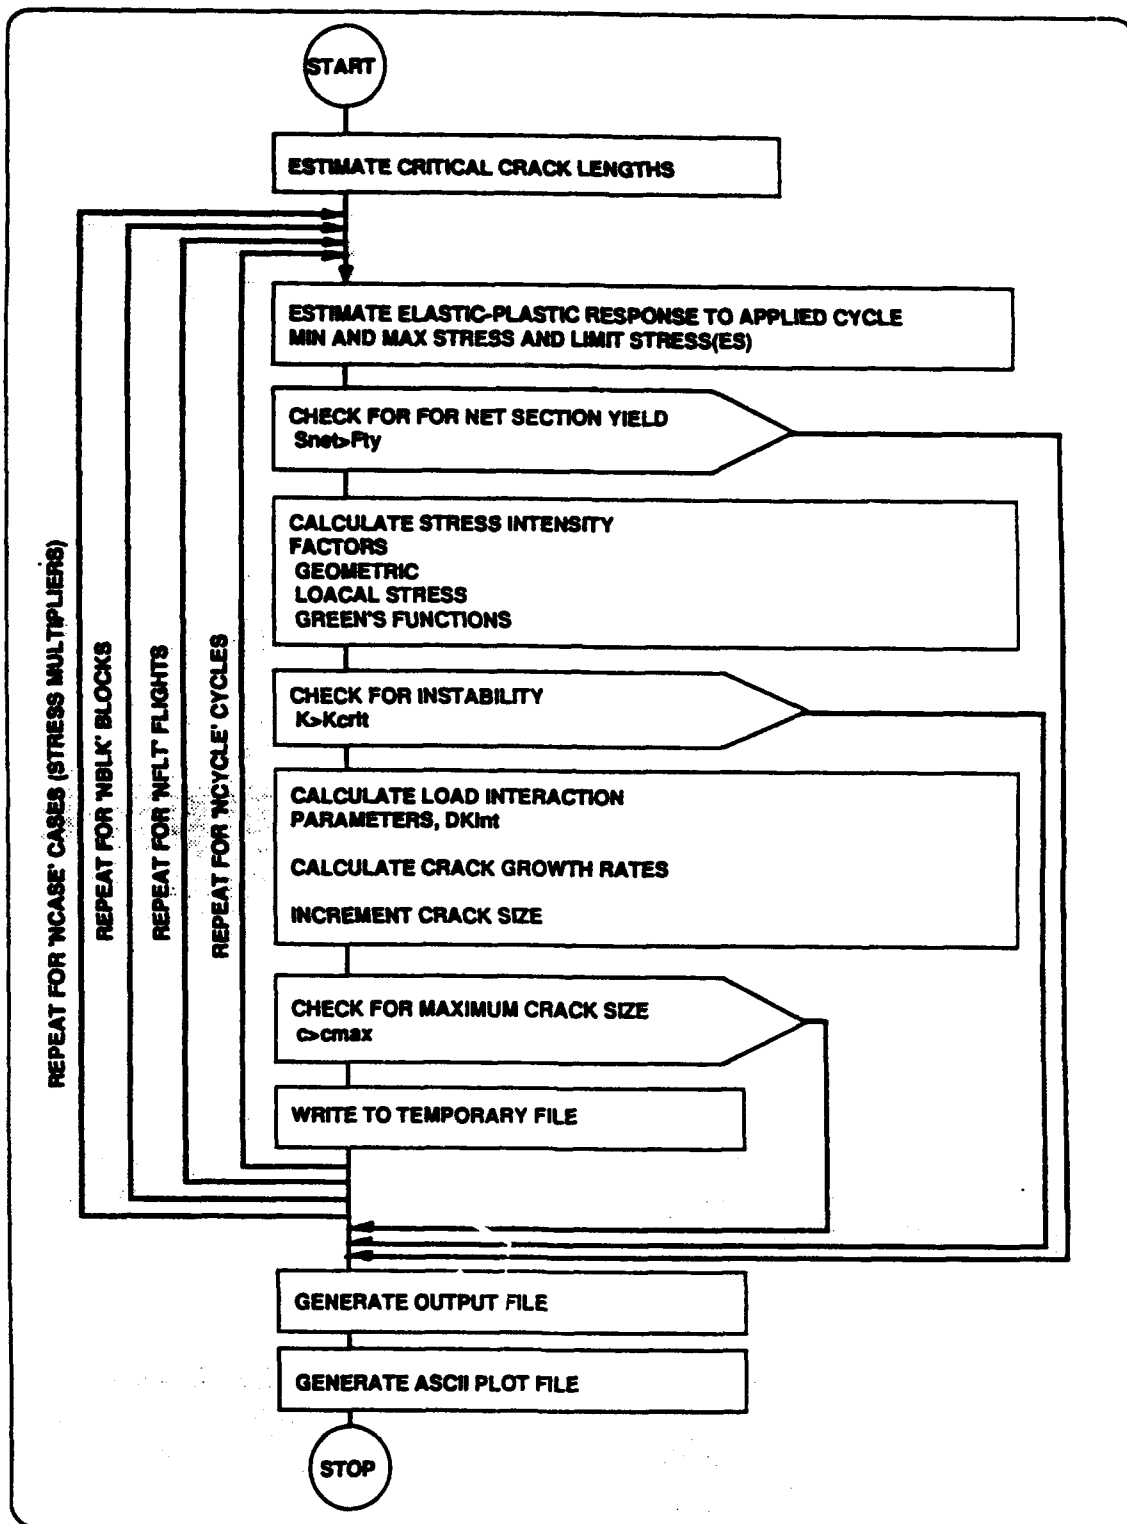 START
ESTIMATE CRITICAL CRACK LENGTHS
ESTIMATE ELASTIC-PLASTIC RESPONSE TO APPLIED CYCLE
MIN AND MAX STRESS AND LIMIT STRESS(ES)
CHECK FOR FOR NET SECTION YIELD
Snet>Fty
CALCULATE STRESS INTENSITY
FACTORS
GEOMETRIC
LOACAL STRESS
GREEN'S FUNCTIONS
CHECK FOR INSTABILITY
K>Kcrit
CALCULATE LOAD INTERACTION
PARAMETERS, DKInt
CALCULATE CRACK GROWTH RATES
INCREMENT CRACK SIZE
CHECK FOR MAXIMUM CRACK SIZE
c>cmax
WRITE TO TEMPORARY FILE
REPEAT FOR 'NCASE' CASES (STRESS MULTIPLIERS)
REPEAT FOR 'NBLK' BLOCKS
REPEAT FOR 'NFLT' FLIGHTS
REPEAT FOR 'NCYCLE' CYCLES
GENERATE OUTPUT FILE
GENERATE ASCII PLOT FILE
STOP